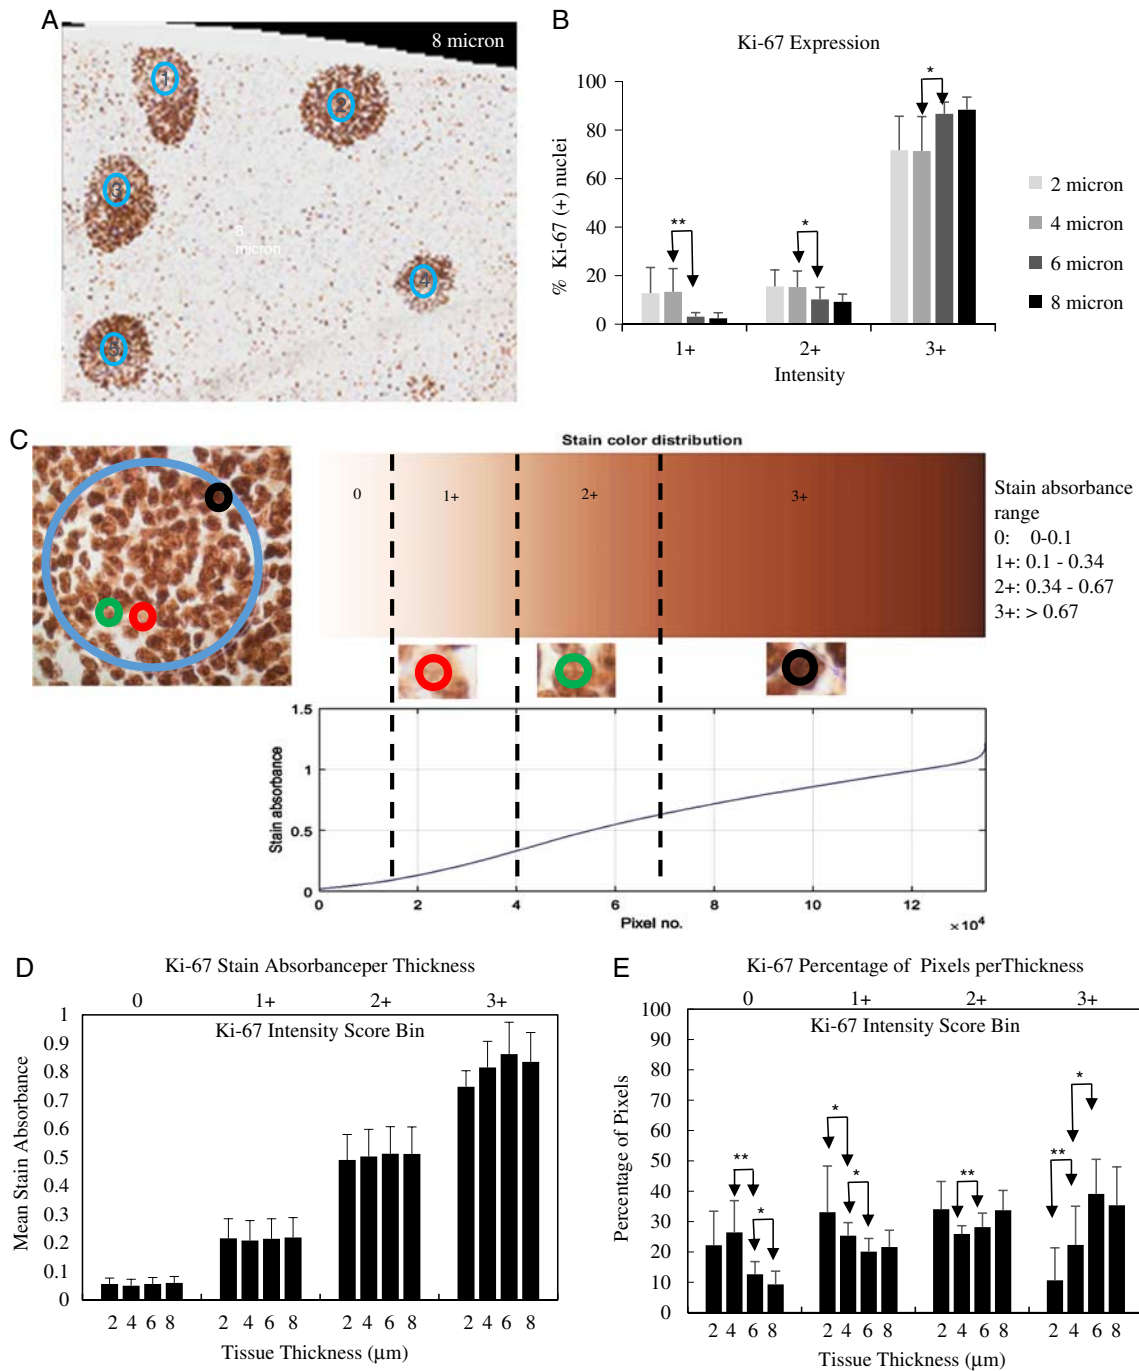 A
8 micron
1
2
3
8
micron
4
5
B
Ki-67 Expression
% Ki-67 (+) nuclei
100
80
60
40
20
0
**
*
*
1+ 2+ 3+
Intensity
2 micron
4 micron
6 micron
8 micron
C
Stain color distribution
0 1+ 2+ 3+
Stain absorbance
range
0: 0-0.1
1+: 0.1 - 0.34
2+: 0.34 - 0.67
3+: > 0.67
Stain absorbance
1.5
1
0.5
0
0 2 4 6 8 10 12
Pixel no.
×10⁴
D
Ki-67 Stain Absorbanceper Thickness
0 1+ 2+ 3+
Ki-67 Intensity Score Bin
Mean Stain Absorbance
1
0.9
0.8
0.7
0.6
0.5
0.4
0.3
0.2
0.1
0
2 4 6 8 2 4 6 8 2 4 6 8 2 4 6 8
Tissue Thickness (μm)
E
Ki-67 Percentage of Pixels perThickness
0 1+ 2+ 3+
Ki-67 Intensity Score Bin
Percentage of Pixels
100
90
80
70
60
50
40
30
20
10
0
**
*
*
*
**
**
*
2 4 6 8 2 4 6 8 2 4 6 8 2 4 6 8
Tissue Thickness (μm)